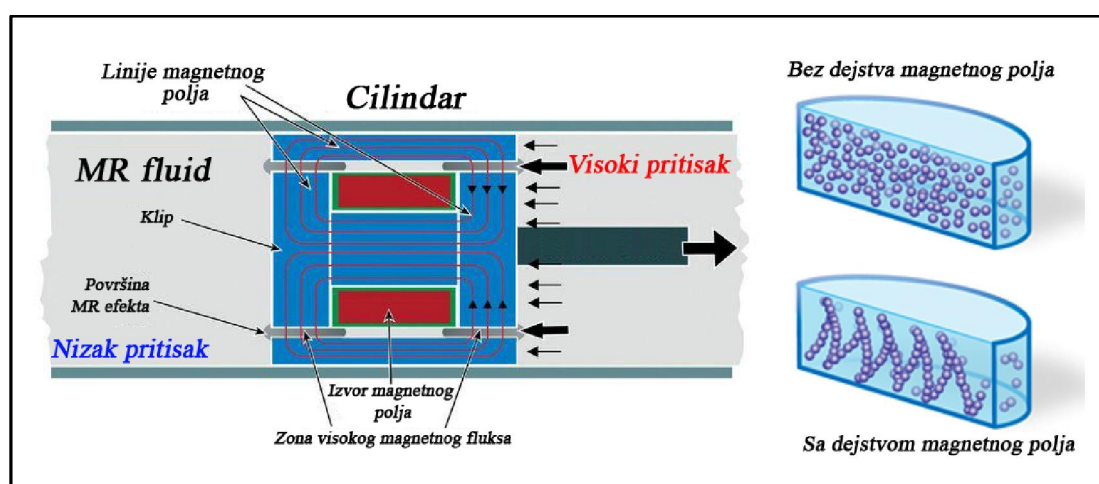 Linije magnetnog
polja
Cilindar
MR fluid
Visoki pritisak
Klip
Površina
MR efekta
Nizak pritisak
Izvor magnetnog
polja
Zona visokog magnetnog fluksa
Bez dejstva magnetnog polja
Sa dejstvom magnetnog polja